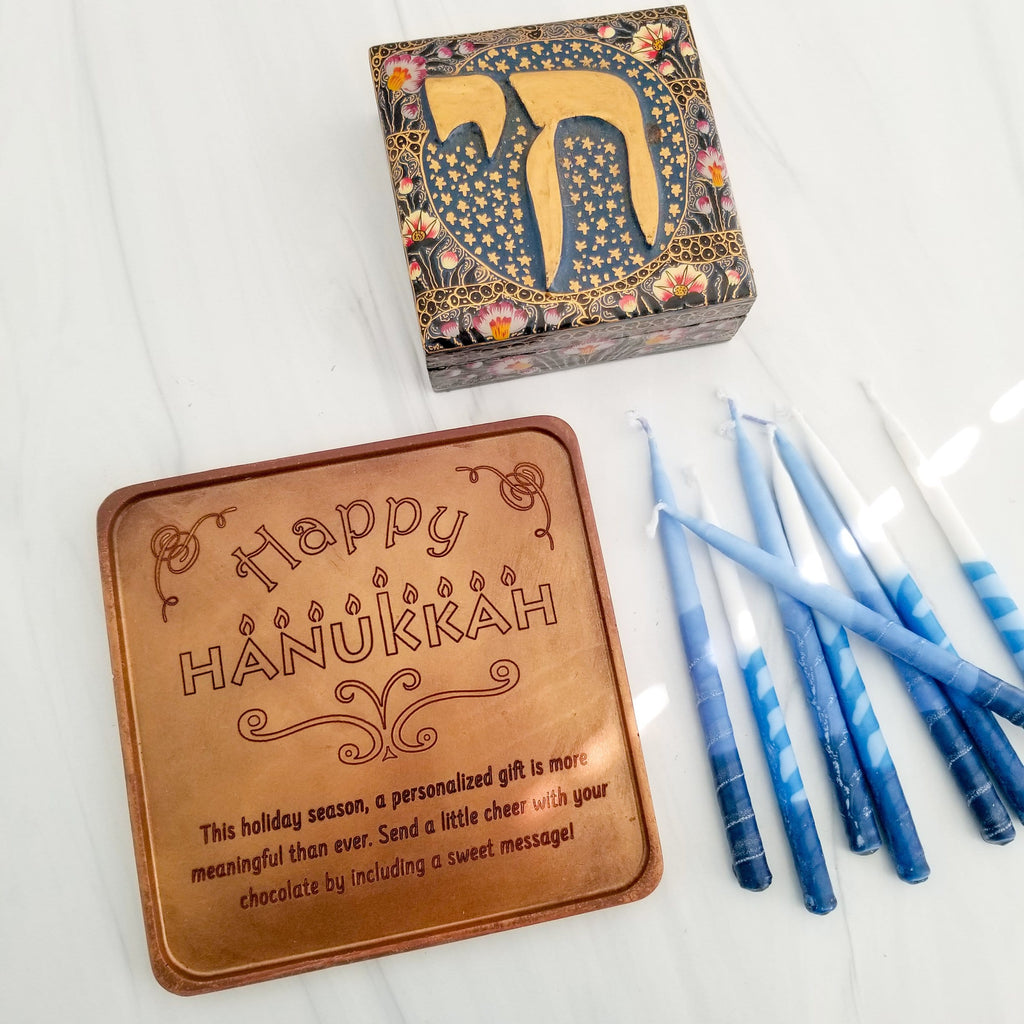 חי
Happy
HANUKKAH
This holiday season, a personalized gift is more
meaningful than ever. Send a little cheer with your
chocolate by including a sweet message!